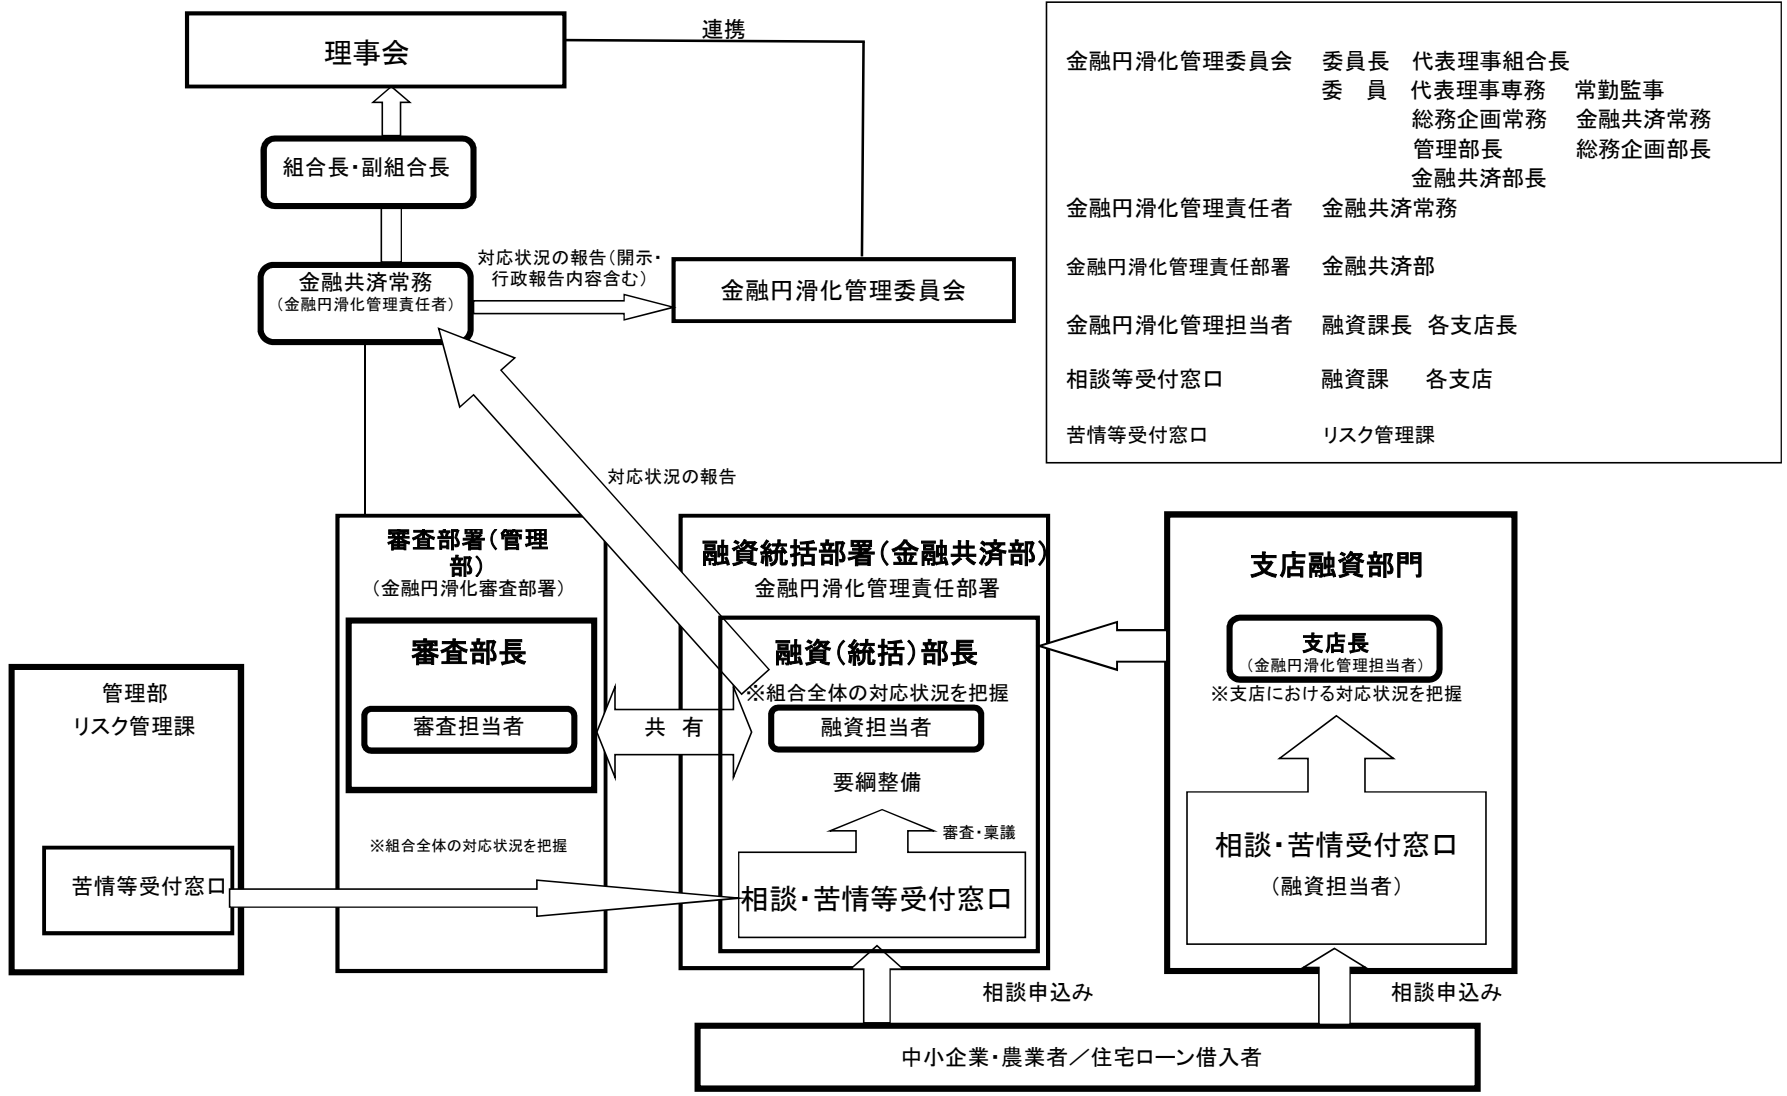 理事会
連携
組合長・副組合長
金融共済常務
（金融円滑化管理責任者）
対応状況の報告（開示・
行政報告内容含む）
金融円滑化管理委員会
金融円滑化管理委員会　委員長　代表理事組合長
委　員　代表理事専務　常勤監事
総務企画常務　金融共済常務
管理部長　総務企画部長
金融共済部長
金融円滑化管理責任者　金融共済常務
金融円滑化管理責任部署　金融共済部
金融円滑化管理担当者　融資課長　各支店長
相談等受付窓口　融資課　各支店
苦情等受付窓口　リスク管理課
対応状況の報告
審査部署（管理
部）
（金融円滑化審査部署）
審査部長
審査担当者
※組合全体の対応状況を把握
管理部
リスク管理課
苦情等受付窓口
共　有
融資統括部署（金融共済部）
金融円滑化管理責任部署
融資（統括）部長
※組合全体の対応状況を把握
融資担当者
要綱整備
審査・稟議
相談・苦情等受付窓口
支店融資部門
支店長
（金融円滑化管理担当者）
※支店における対応状況を把握
相談・苦情受付窓口
（融資担当者）
相談申込み
相談申込み
中小企業・農業者／住宅ローン借入者